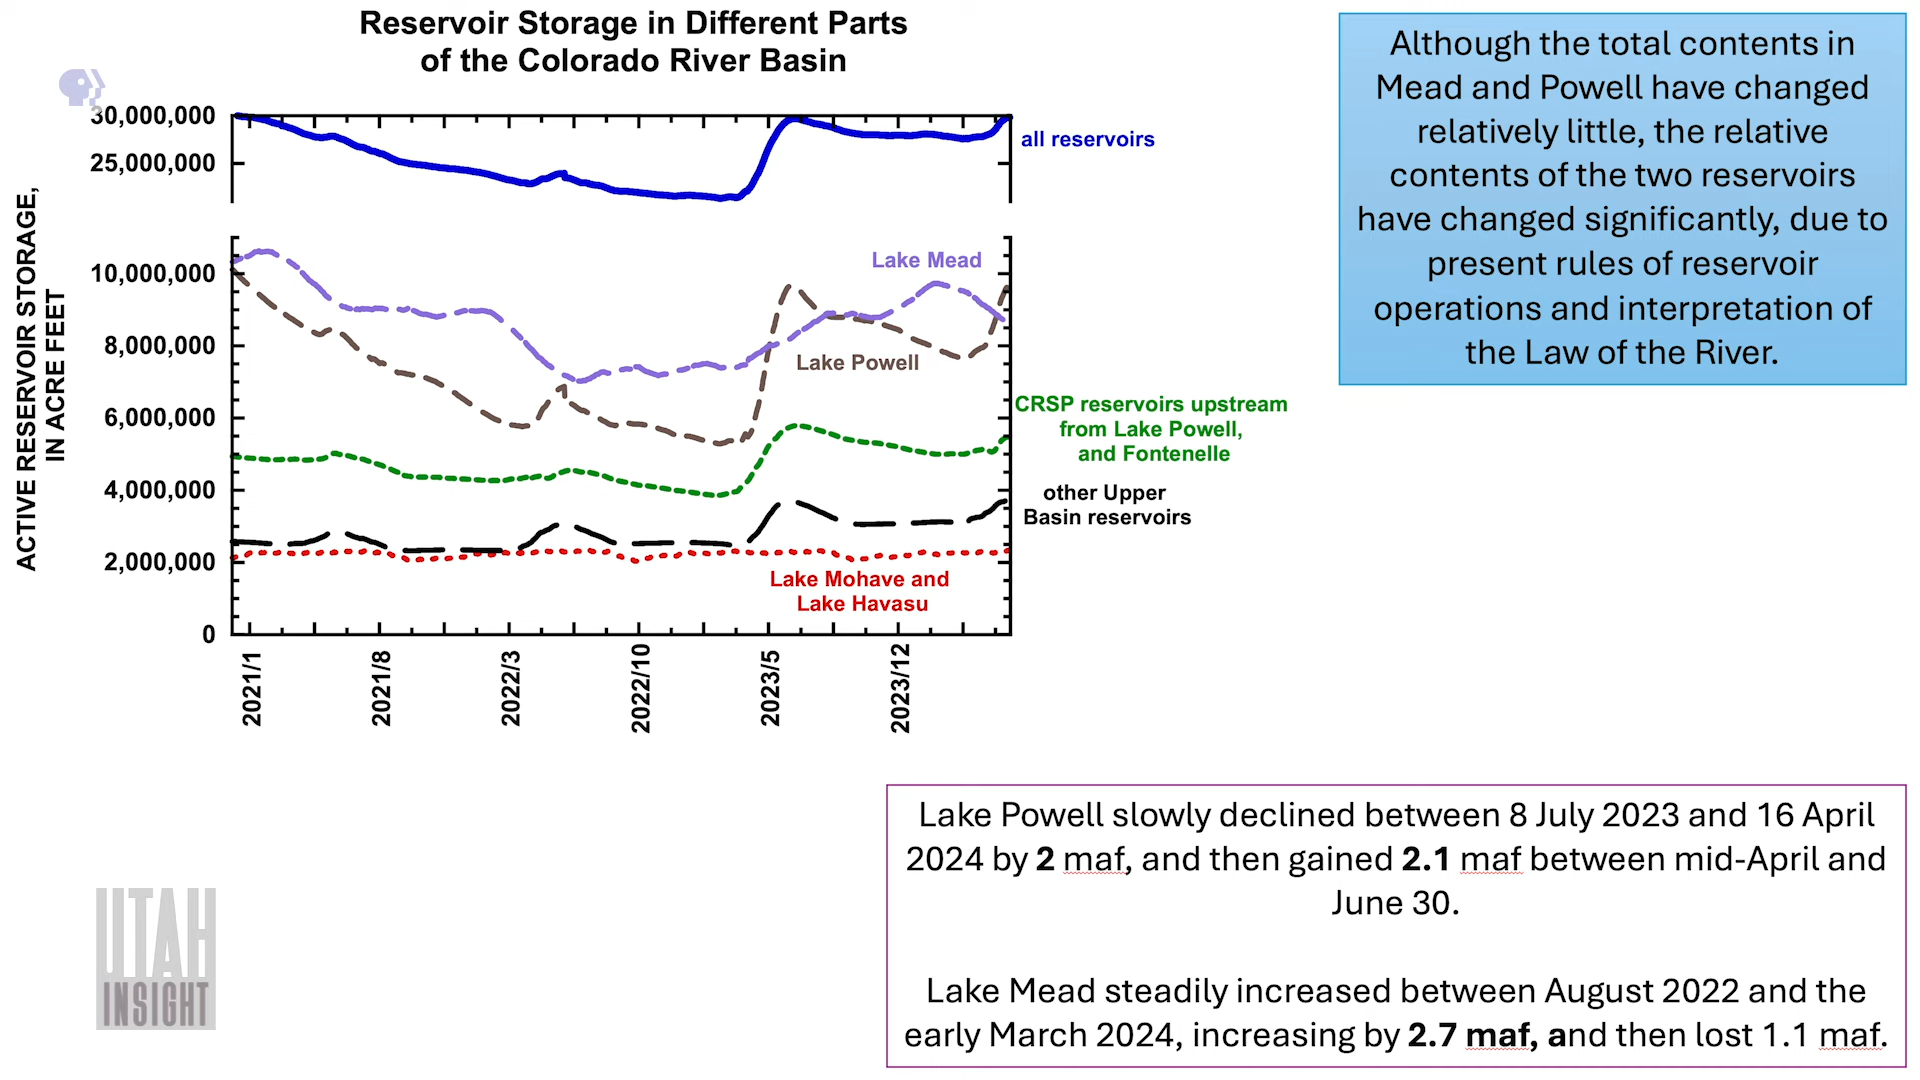 Reservoir Storage in Different Parts
of the Colorado River Basin
ACTIVE RESERVOIR STORAGE,
IN ACRE FEET
30,000,000
25,000,000
10,000,000
8,000,000
6,000,000
4,000,000
2,000,000
0
2021/1
2021/8
2022/3
2022/10
2023/5
2023/12
all reservoirs
Lake Mead
Lake Powell
CRSP reservoirs upstream
from Lake Powell,
and Fontenelle
other Upper
Basin reservoirs
Lake Mohave and
Lake Havasu
Although the total contents in
Mead and Powell have changed
relatively little, the relative
contents of the two reservoirs
have changed significantly, due to
present rules of reservoir
operations and interpretation of
the Law of the River.
Lake Powell slowly declined between 8 July 2023 and 16 April
2024 by 2 maf, and then gained 2.1 maf between mid-April and
June 30.
Lake Mead steadily increased between August 2022 and the
early March 2024, increasing by 2.7 maf, and then lost 1.1 maf.
UTAH
INSIGHT